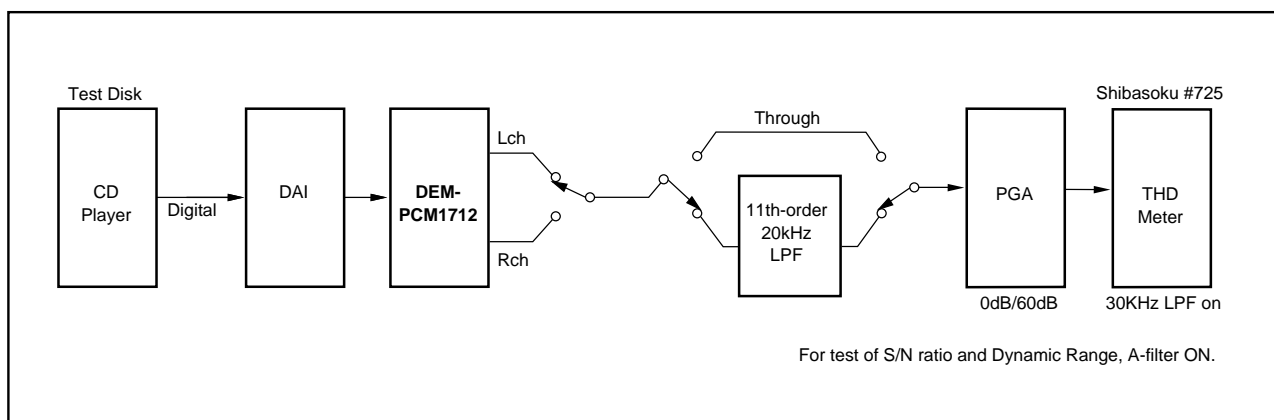 Test Disk
CD
Player
Digital
DAI
DEM-
PCM1712
Lch
Rch
Through
11th-order
20kHz
LPF
PGA
0dB/60dB
Shibasoku #725
THD
Meter
30KHz LPF on
For test of S/N ratio and Dynamic Range, A-filter ON.